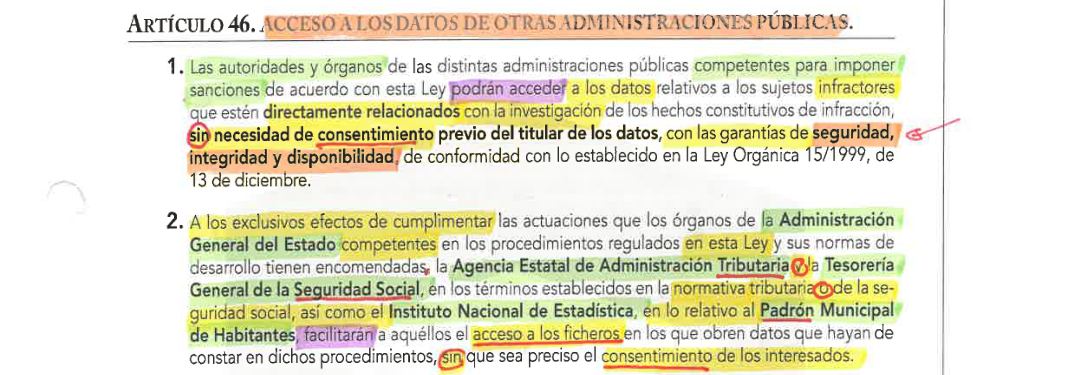 ARTÍCULO 46. ACCESO A LOS DATOS DE OTRAS ADMINISTRACIONES PÚBLICAS.
1. Las autoridades y órganos de las distintas administraciones públicas competentes para imponer
sanciones de acuerdo con esta Ley podrán acceder a los datos relativos a los sujetos infractores
que estén directamente relacionados con la investigación de los hechos constitutivos de infracción,
sin necesidad de consentimiento previo del titular de los datos, con las garantías de seguridad,
integridad y disponibilidad, de conformidad con lo establecido en la Ley Orgánica 15/1999, de
13 de diciembre.
2. A los exclusivos efectos de cumplimentar las actuaciones que los órganos de la Administración
General del Estado competentes en los procedimientos regulados en esta Ley y sus normas de
desarrollo tienen encomendadas, la Agencia Estatal de Administración Tributaria y la Tesorería
General de la Seguridad Social, en los términos establecidos en la normativa tributaria o de la se-
guridad social, así como el Instituto Nacional de Estadística, en lo relativo al Padrón Municipal
de Habitantes, facilitarán a aquéllos el acceso a los ficheros en los que obren datos que hayan de
constar en dichos procedimientos, sin que sea preciso el consentimiento de los interesados.